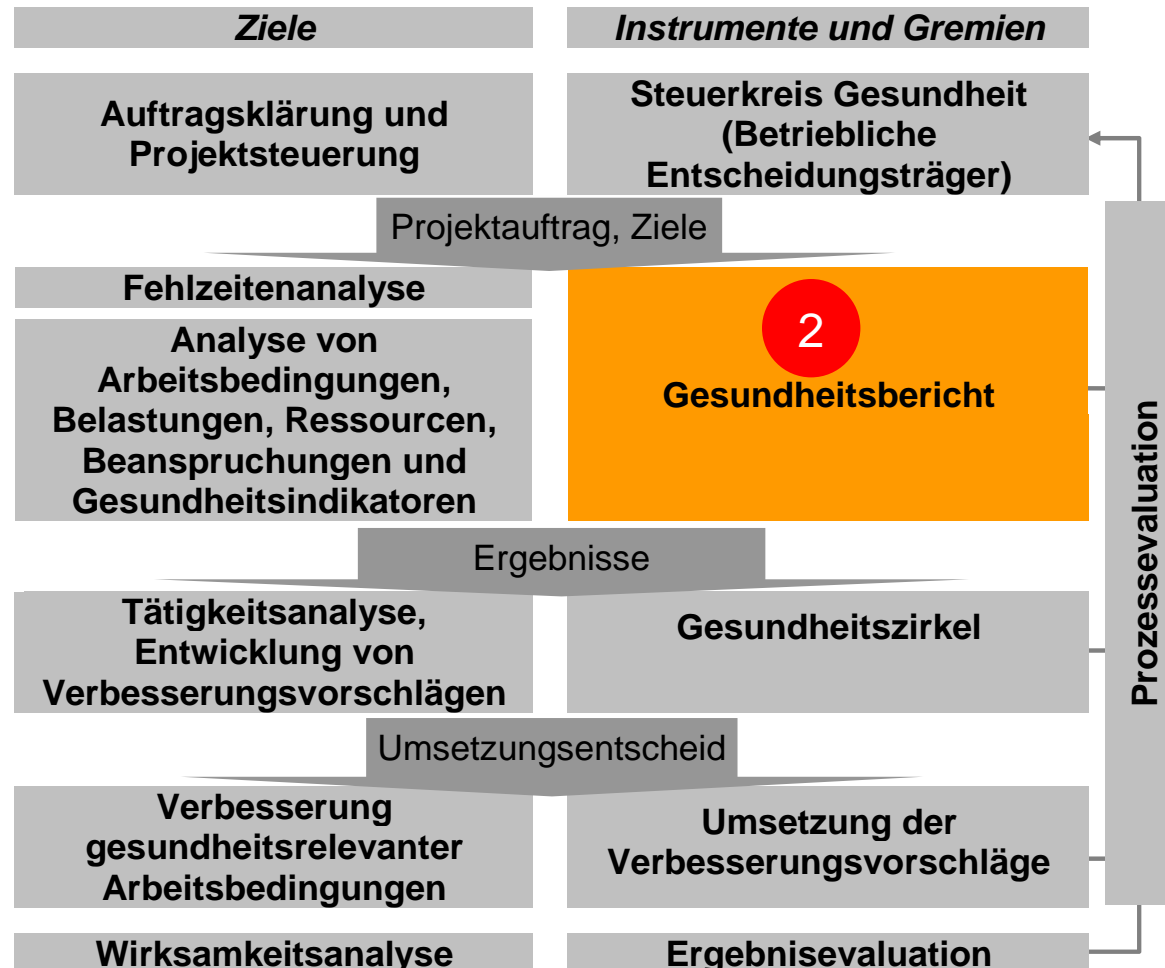 Ziele
Instrumente und Gremien
Auftragsklärung und
Projektsteuerung
Steuerkreis Gesundheit
(Betriebliche
Entscheidungsträger)
Projektauftrag, Ziele
Fehlzeitenanalyse
Analyse von
Arbeitsbedingungen,
Belastungen, Ressourcen,
Beanspruchungen und
Gesundheitsindikatoren
2
Gesundheitsbericht
Ergebnisse
Tätigkeitsanalyse,
Entwicklung von
Verbesserungsvorschlägen
Gesundheitszirkel
Umsetzungsentscheid
Verbesserung
gesundheitsrelevanter
Arbeitsbedingungen
Umsetzung der
Verbesserungsvorschläge
Wirksamkeitsanalyse
Ergebnisevaluation
Prozessevaluation